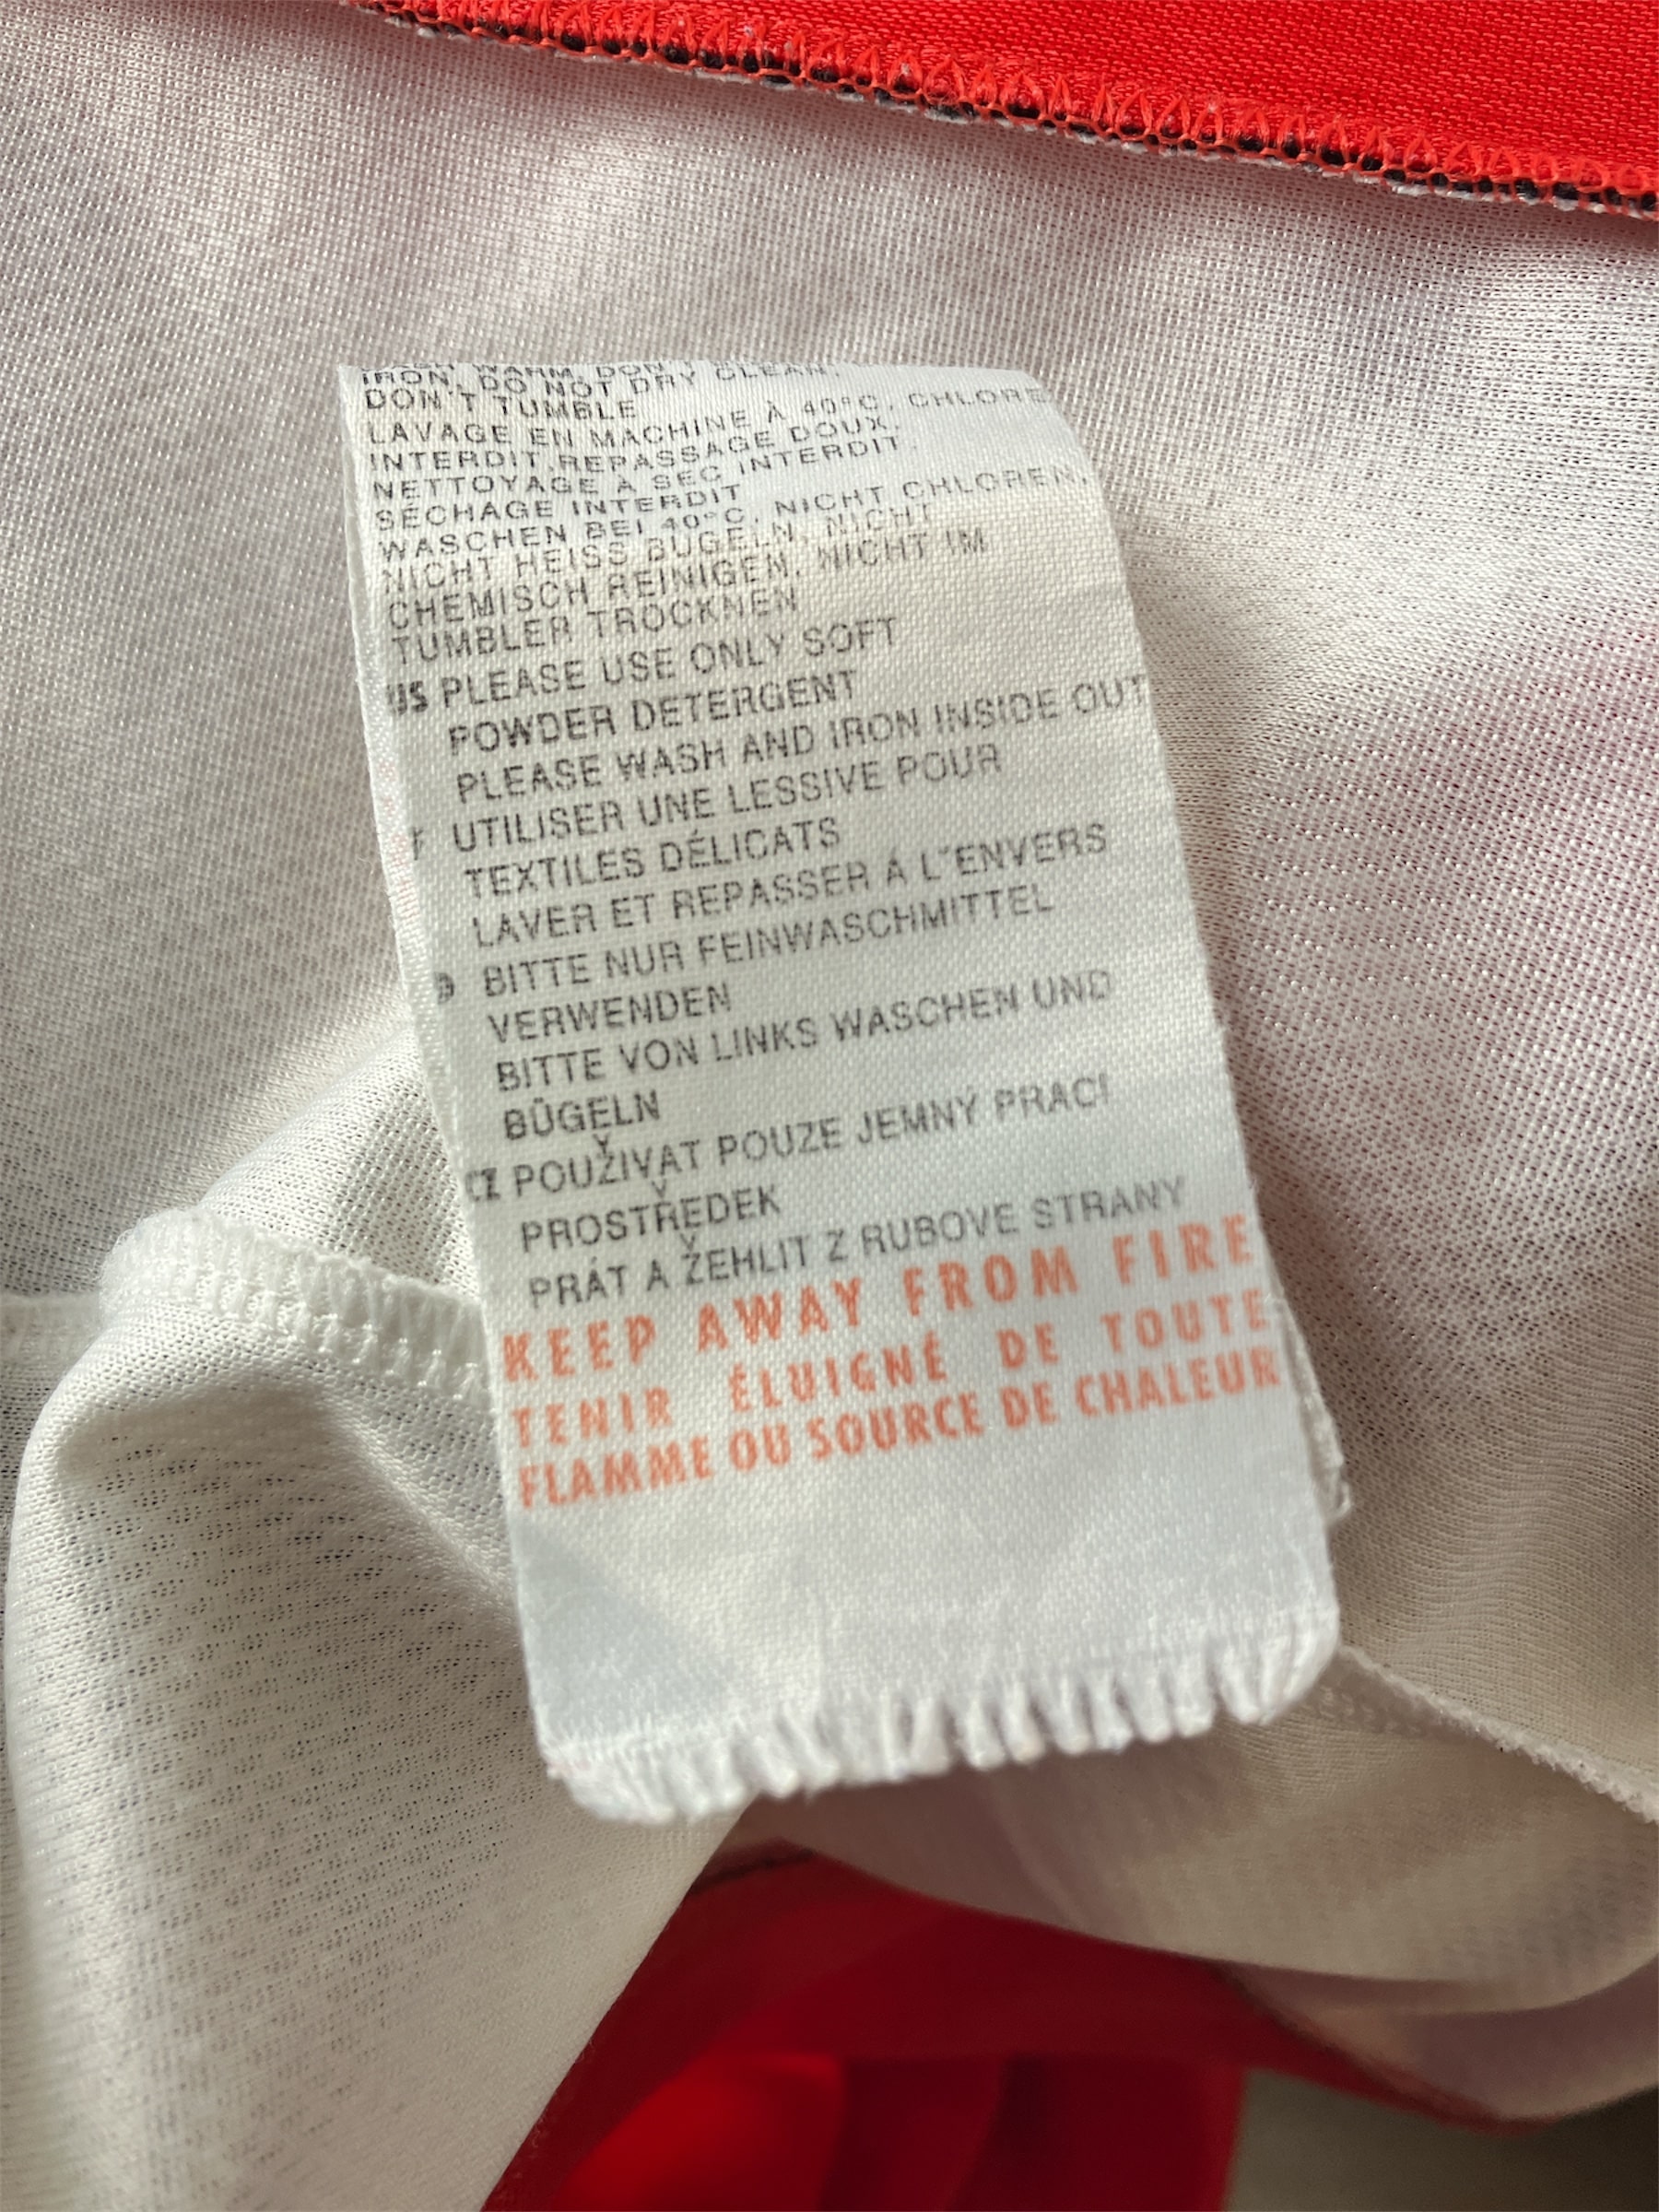 WARM, DON'T
IRON, DO NOT DRY CLEAN,
DON'T TUMBLE
LAVAGE EN MACHINE À 40°C, CHLORE
INTERDIT, REPASSAGE DOUX.
NETTOYAGE À SEC INTERDIT.
SÉCHAGE INTERDIT
WASCHEN BEI 40°C, NICHT CHLOREN,
NICHT HEISS BÜGELN, NICHT
CHEMISCH REINIGEN, NICHT IM
TUMBLER TROCKNEN
US PLEASE USE ONLY SOFT
POWDER DETERGENT
PLEASE WASH AND IRON INSIDE OUT
F UTILISER UNE LESSIVE POUR
TEXTILES DÉLICATS
LAVER ET REPASSER Á L'ENVERS
D BITTE NUR FEINWASCHMITTEL
VERWENDEN
BITTE VON LINKS WASCHEN UND
BÜGELN
CZ POUŽIVAT POUZE JEMNÝ PRACÍ
PROSTŘEDEK
PRÁT A ŽEHLIT Z RUBOVE STRANY
KEEP AWAY FROM FIRE
TENIR ÉLUIGNÉ DE TOUTE
FLAMME OU SOURCE DE CHALEUR